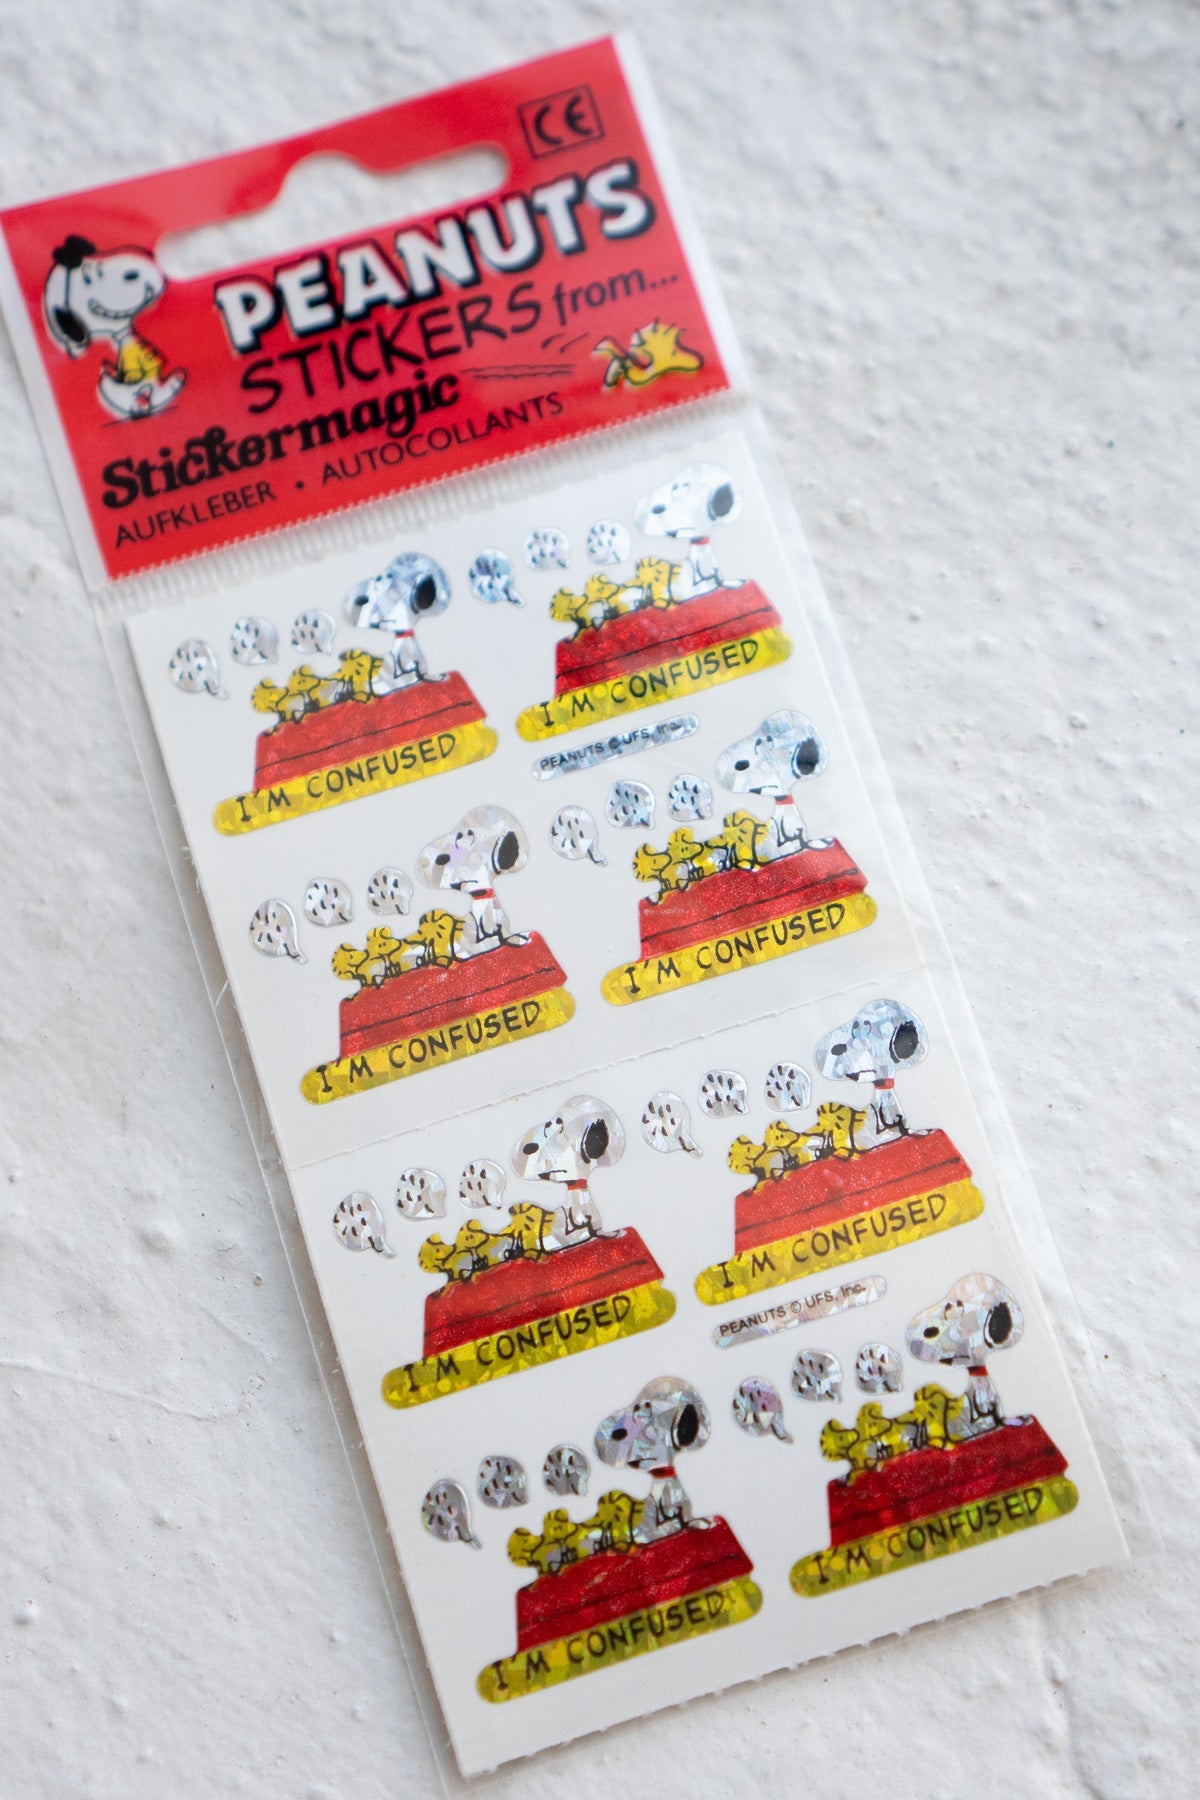 CE
PEANUTS
STICKERS from...
Stickermagic
AUFKLEBER • AUTOCOLLANTS
I'M CONFUSED
I'M CONFUSED
PEANUTS © UFS, Inc.
I'M CONFUSED
I'M CONFUSED
I'M CONFUSED
I'M CONFUSED
PEANUTS © UFS, Inc.
I'M CONFUSED
I'M CONFUSED